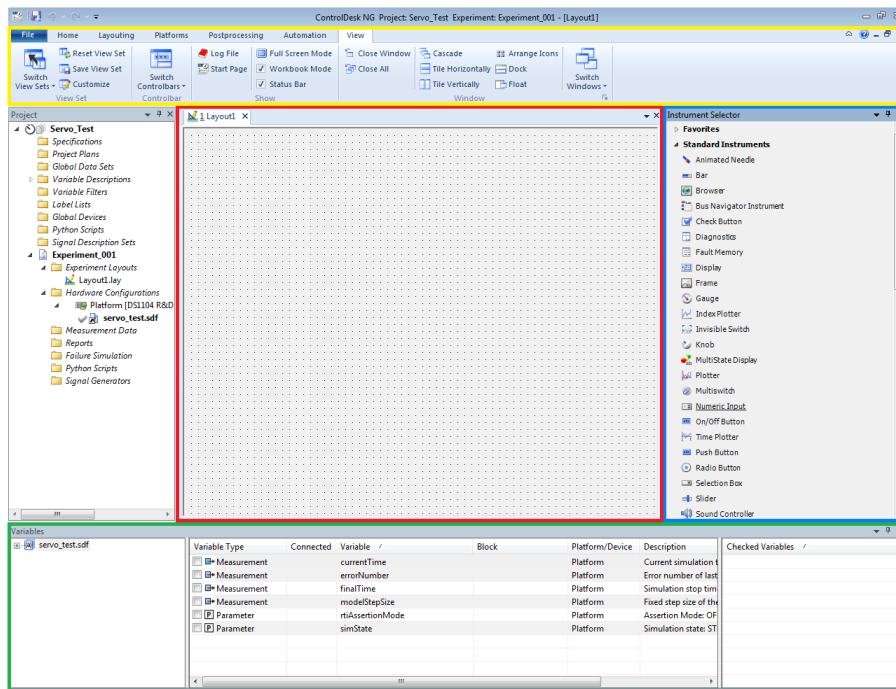 ControlDesk NG Project: Servo_Test Experiment: Experiment_001 - [Layout1]
File Home Layouting Platforms Postprocessing Automation View
Switch View Sets
Reset View Set
Save View Set
Customize
View Set
Switch Controlbars
Controlbar
Log File
Start Page
Full Screen Mode
Workbook Mode
Status Bar
Show
Close Window
Close All
Cascade
Tile Horizontally
Tile Vertically
Arrange Icons
Dock
Float
Switch Windows
Window
Project
Servo_Test
Specifications
Project Plans
Global Data Sets
Variable Descriptions
Variable Filters
Label Lists
Global Devices
Python Scripts
Signal Description Sets
Experiment_001
Experiment Layouts
Layout1.lay
Hardware Configurations
Platform [DS1104 R&D
servo_test.sdf
Measurement Data
Reports
Failure Simulation
Python Scripts
Signal Generators
1 Layout1
Instrument Selector
Favorites
Standard Instruments
Animated Needle
Bar
Browser
Bus Navigator Instrument
Check Button
Diagnostics
Fault Memory
Display
Frame
Gauge
Index Plotter
Invisible Switch
Knob
MultiState Display
Plotter
Multiswitch
Numeric Input
On/Off Button
Time Plotter
Push Button
Radio Button
Selection Box
Slider
Sound Controller
Variables
servo_test.sdf
Variable Type Connected Variable Block Platform/Device Description
Measurement currentTime Platform Current simulation t
Measurement errorNumber Platform Error number of last
Measurement finalTime Platform Simulation stop tim
Measurement modelStepSize Platform Fixed step size of the
P Parameter rtiAssertionMode Platform Assertion Mode: OF
P Parameter simState Platform Simulation state: ST
Checked Variables